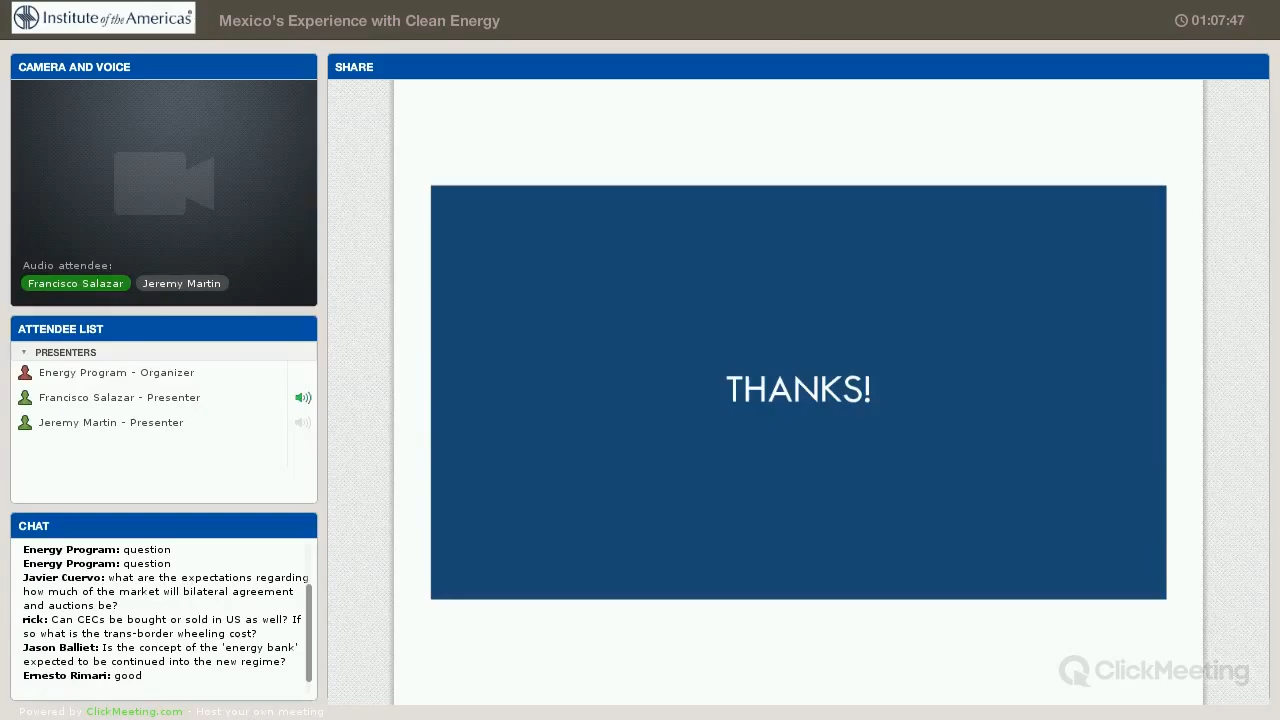 Institute of the Americas
Mexico's Experience with Clean Energy
01:07:47
CAMERA AND VOICE
Audio attendee:
Francisco Salazar
Jeremy Martin
ATTENDEE LIST
PRESENTERS
Energy Program - Organizer
Francisco Salazar - Presenter
Jeremy Martin - Presenter
CHAT
Energy Program: question
Energy Program: question
Javier Cuervo: what are the expectations regarding
how much of the market will bilateral agreement
and auctions be?
rick: Can CECs be bought or sold in US as well? If
so what is the trans-border wheeling cost?
Jason Balliet: Is the concept of the 'energy bank'
expected to be continued into the new regime?
Ernesto Rimari: good
Powered by ClickMeeting.com - Host your own meeting
SHARE
THANKS!
ClickMeeting